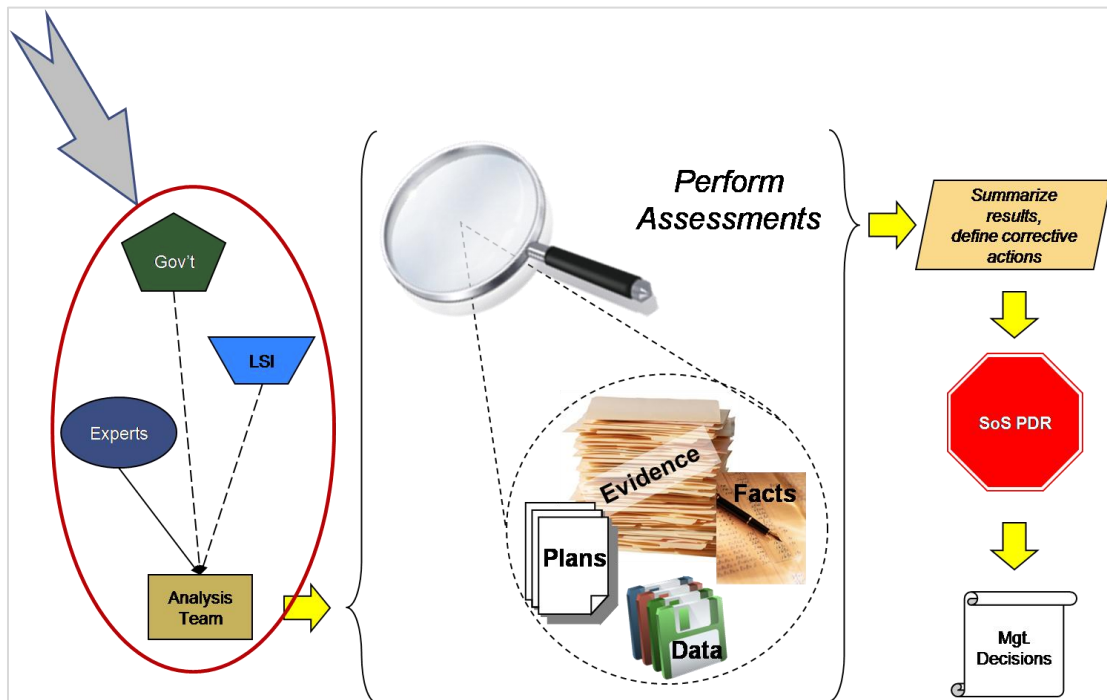 Gov't
LSI
Experts
Analysis
Team
Perform
Assessments
Evidence
Facts
Plans
Data
Summarize
results,
define corrective
actions
SoS PDR
Mgt.
Decisions